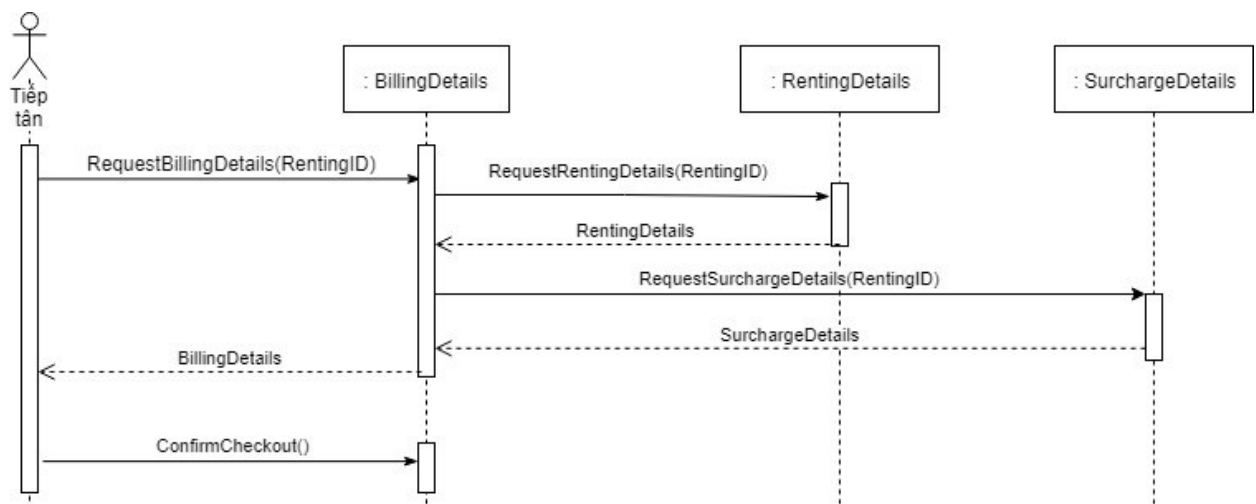 : BillingDetails
: RentingDetails
: SurchargeDetails
Tiếp
tân
RequestBillingDetails(RentingID)
RequestRentingDetails(RentingID)
RentingDetails
RequestSurchargeDetails(RentingID)
SurchargeDetails
BillingDetails
ConfirmCheckout()